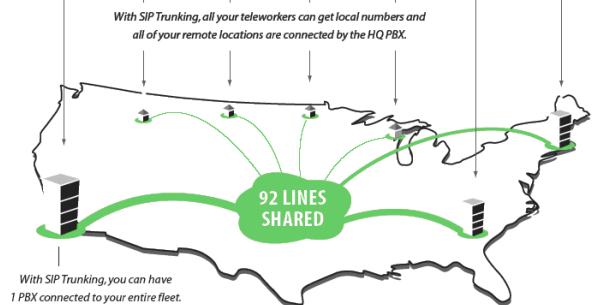 With SIP Trunking, all your teleworkers can get local numbers and
all of your remote locations are connected by the HQ PBX.
92 LINES
SHARED
With SIP Trunking, you can have
1 PBX connected to your entire fleet.